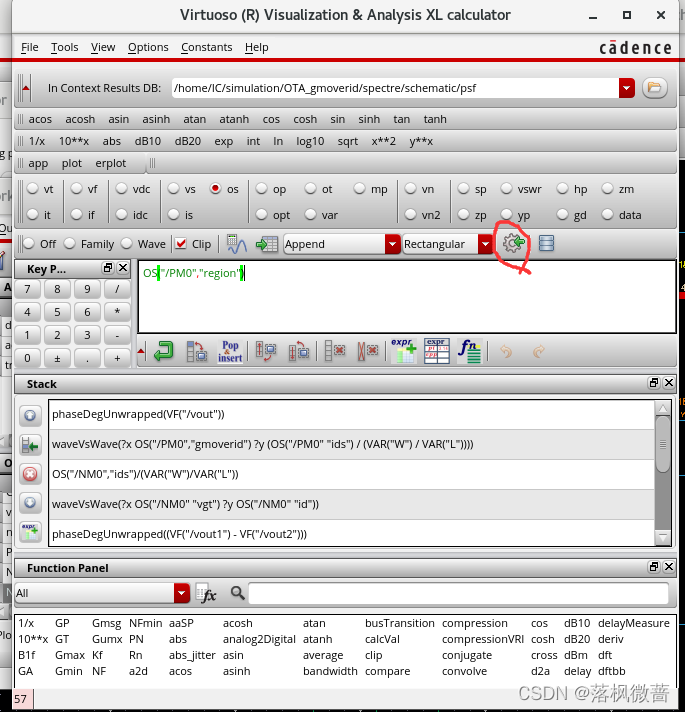 Virtuoso (R) Visualization & Analysis XL calculator
File Tools View Options Constants Help
cādence
In Context Results DB: /home/IC/simulation/OTA_gmoverid/spectre/schematic/psf
acos acosh asin asinh atan atanh cos cosh sin sinh tan tanh
1/x 10**x abs dB10 dB20 exp int ln log10 sqrt x**2 y**x
app plot erplot
vt vf vdc vs os op ot mp vn sp vswr hp zm
it if idc is opt var vn2 zp yp gd data
Off Family Wave Clip Append Rectangular
Key P...
OS("/PM0","region")
7 8 9 /
4 5 6 *
1 2 3 -
0 ± . +
Pop & insert
expr
expr
fn
Stack
phaseDegUnwrapped(VF("/vout"))
waveVsWave(?x OS("/PM0","gmoverid") ?y (OS("/PM0" "ids") / (VAR("W") / VAR("L"))))
OS("/NM0","ids")/(VAR("W")/VAR("L"))
waveVsWave(?x OS("/NM0" "vgt") ?y OS("/NM0" "id"))
expr
phaseDegUnwrapped((VF("/vout1") - VF("/vout2")))
Function Panel
All fx
1/x GP Gmsg NFmin aaSP acosh atan busTransition compression cos dB10 delayMeasure
10**x GT Gumx PN abs analog2Digital atanh calcVal compressionVRI cosh dB20 deriv
B1f Gmax Kf Rn abs_jitter asin average clip conjugate cross dBm dft
GA Gmin NF a2d acos asinh bandwidth compare convolve d2a delay dftbb
57
CSDN @落枫微蔷